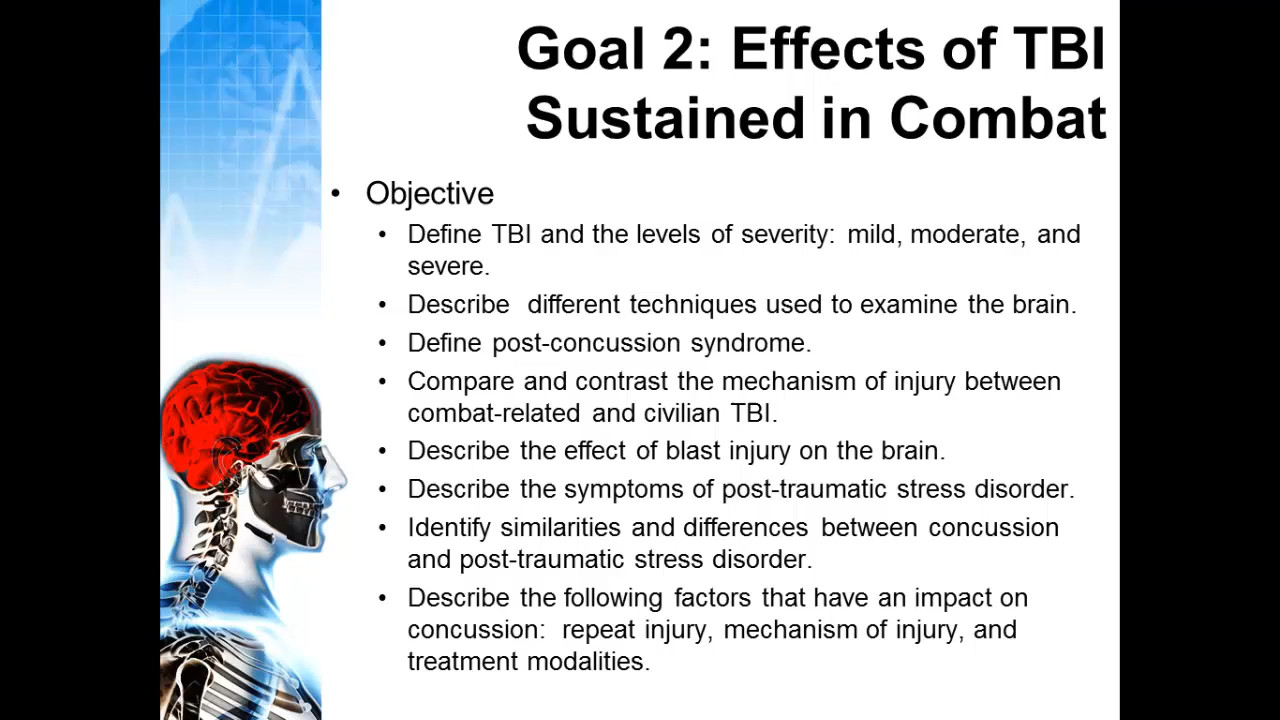 Goal 2: Effects of TBI
Sustained in Combat
• Objective
• Define TBI and the levels of severity: mild, moderate, and
severe.
• Describe  different techniques used to examine the brain.
• Define post-concussion syndrome.
• Compare and contrast the mechanism of injury between
combat-related and civilian TBI.
• Describe the effect of blast injury on the brain.
• Describe the symptoms of post-traumatic stress disorder.
• Identify similarities and differences between concussion
and post-traumatic stress disorder.
• Describe the following factors that have an impact on
concussion:  repeat injury, mechanism of injury, and
treatment modalities.